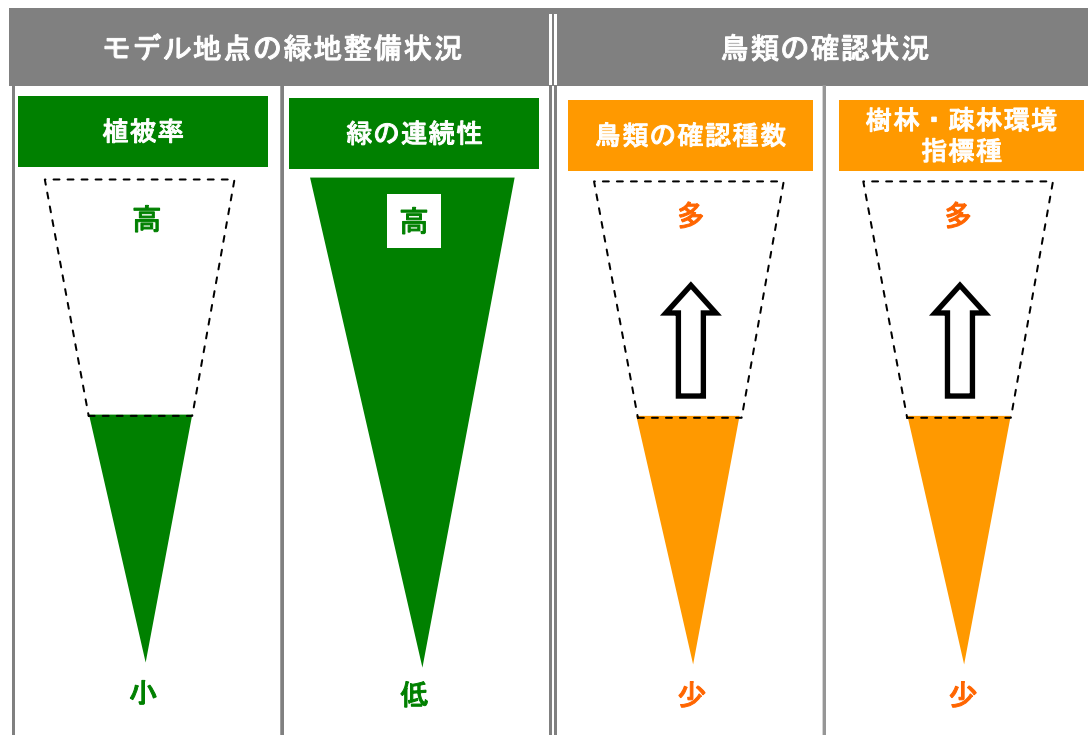 モデル地点の緑地整備状況
鳥類の確認状況
植被率
緑の連続性
鳥類の確認種数
樹林・疎林環境
指標種
高
高
多
多
小
低
少
少